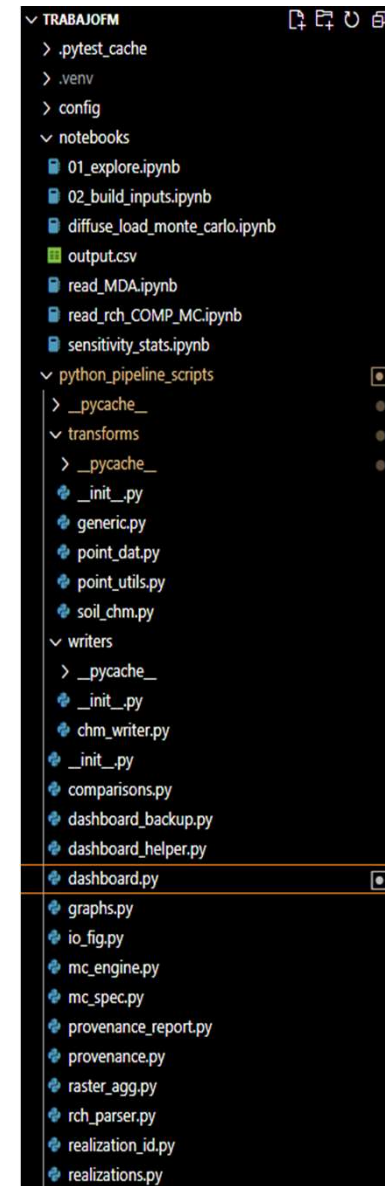 TRABAJOFM
.pytest_cache
.venv
config
notebooks
01_explore.ipynb
02_build_inputs.ipynb
diffuse_load_monte_carlo.ipynb
output.csv
read_MDA.ipynb
read_rch_COMP_MC.ipynb
sensitivity_stats.ipynb
python_pipeline_scripts
__pycache__
transforms
__pycache__
__init__.py
generic.py
point_dat.py
point_utils.py
soil_chm.py
writers
__pycache__
__init__.py
chm_writer.py
__init__.py
comparisons.py
dashboard_backup.py
dashboard_helper.py
dashboard.py
graphs.py
io_fig.py
mc_engine.py
mc_spec.py
provenance_report.py
provenance.py
raster_agg.py
rch_parser.py
realization_id.py
realizations.py